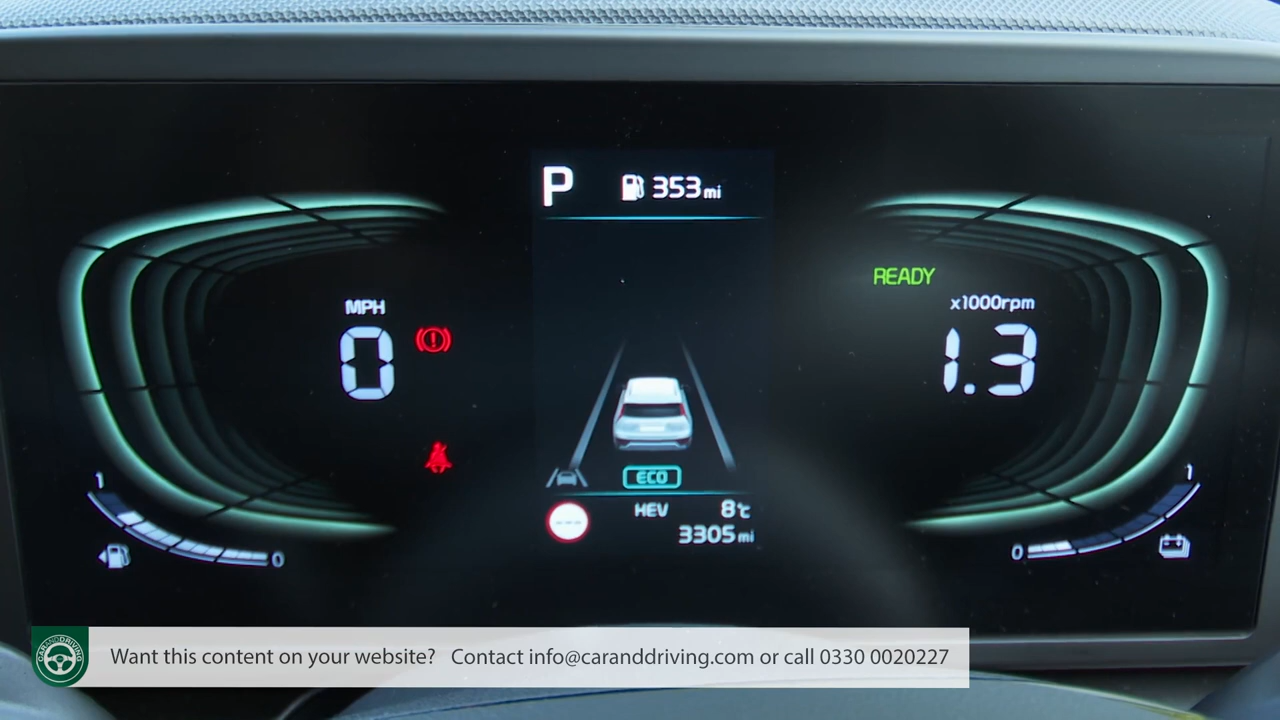 P 353mi
READY
MPH
x1000rpm
0
1.3
1
1
ECO
HEV 8°c
--- 3305mi
0
0
CARANDDRIVING
Want this content on your website? Contact info@caranddriving.com or call 0330 0020227